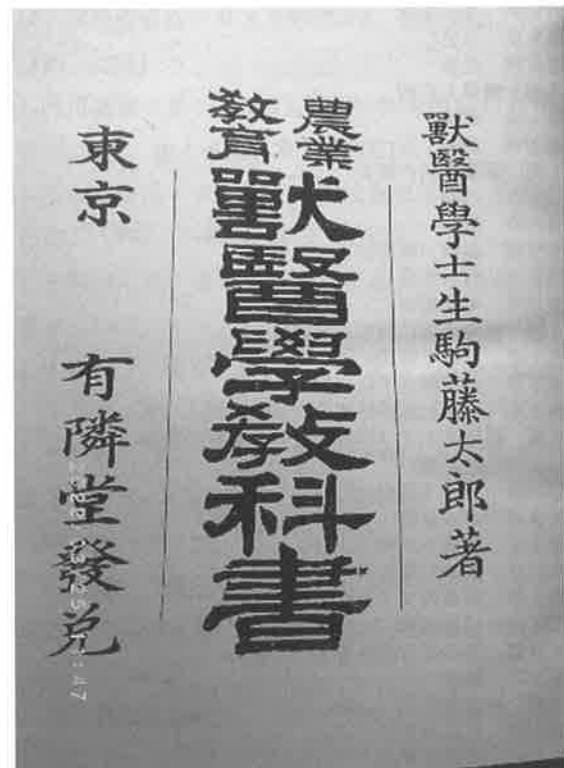 獸醫學士生駒藤太郎著
農業
教育
獸醫學教科書
東京 有隣堂發兌